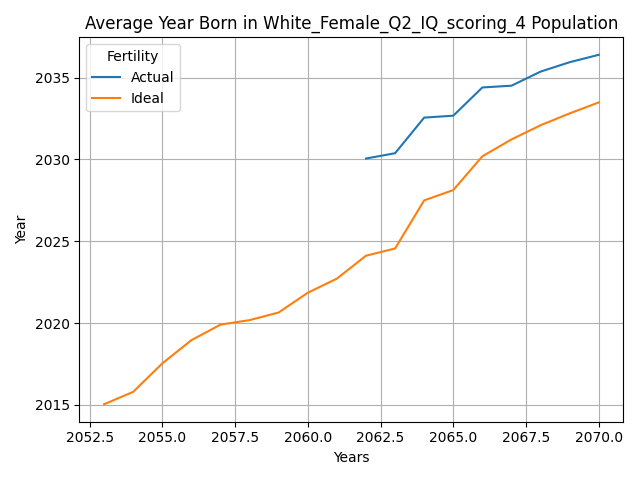 Average Year Born in White_Female_Q2_IQ_scoring_4 Population
Fertility
Actual
Ideal
2035
2030
2025
2020
2015
Year
2052.5 2055.0 2057.5 2060.0 2062.5 2065.0 2067.5 2070.0
Years